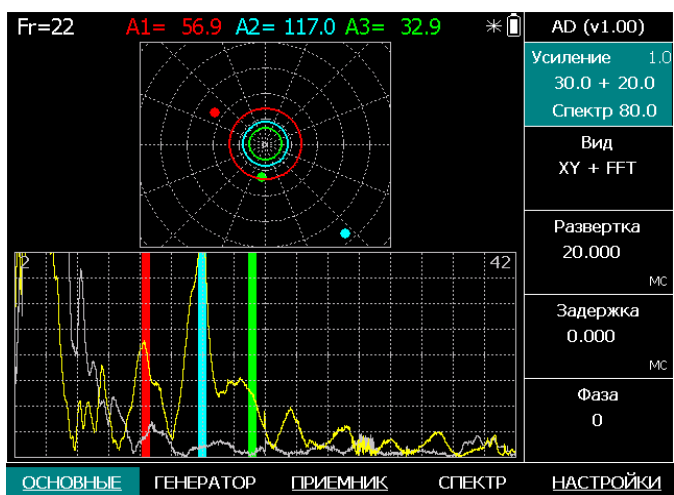 Fr=22 A1= 56.9 A2= 117.0 A3= 32.9
AD (v1.00)
Усиление 1.0
30.0 + 20.0
Спектр 80.0
Вид
XY + FFT
Развертка
20.000
мс
Задержка
0.000
мс
Фаза
0
2 42
ОСНОВНЫЕ ГЕНЕРАТОР ПРИЕМНИК СПЕКТР НАСТРОЙКИ